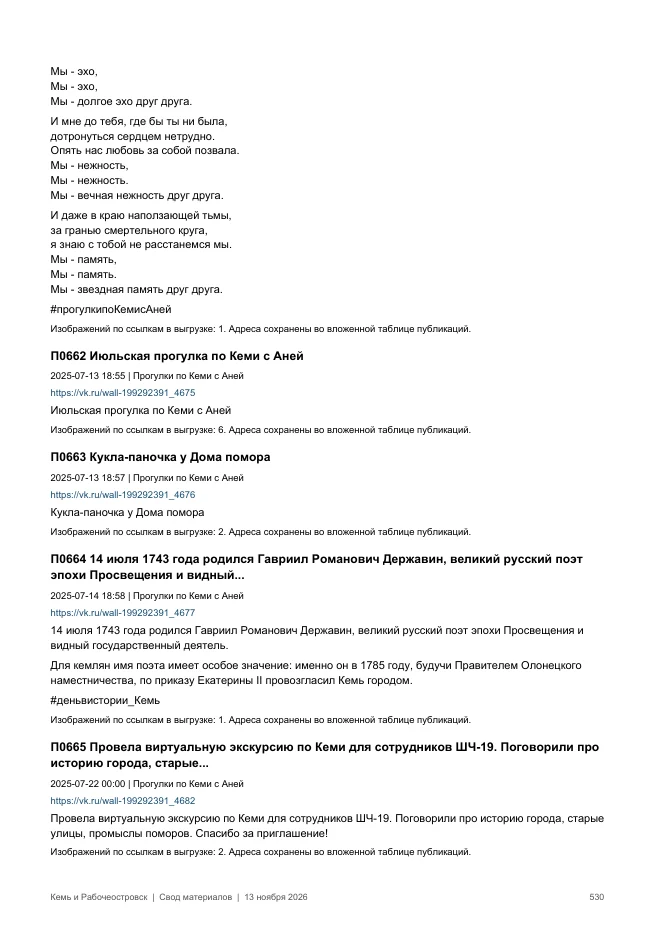 Мы - эхо,
Мы - эхо,
Мы - долгое эхо друг друга.
И мне до тебя, где бы ты ни была,
дотронуться сердцем нетрудно.
Опять нас любовь за собой позвала.
Мы - нежность,
Мы - нежность.
Мы - вечная нежность друг друга.
И даже в краю наползающей тьмы,
за гранью смертельного круга,
я знаю с тобой не расстанемся мы.
Мы - память,
Мы - память.
Мы - звездная память друг друга.
#прогулкипоКемисАней
Изображений по ссылкам в выгрузке: 1. Адреса сохранены во вложенной таблице публикаций.
П0662 Июльская прогулка по Кеми с Аней
2025-07-13 18:55 | Прогулки по Кеми с Аней
https://vk.ru/wall-199292391_4675
Июльская прогулка по Кеми с Аней
Изображений по ссылкам в выгрузке: 6. Адреса сохранены во вложенной таблице публикаций.
П0663 Кукла-паночка у Дома помора
2025-07-13 18:57 | Прогулки по Кеми с Аней
https://vk.ru/wall-199292391_4676
Кукла-паночка у Дома помора
Изображений по ссылкам в выгрузке: 2. Адреса сохранены во вложенной таблице публикаций.
П0664 14 июля 1743 года родился Гавриил Романович Державин, великий русский поэт
эпохи Просвещения и видный...
2025-07-14 18:58 | Прогулки по Кеми с Аней
https://vk.ru/wall-199292391_4677
14 июля 1743 года родился Гавриил Романович Державин, великий русский поэт эпохи Просвещения и
видный государственный деятель.
Для кемлян имя поэта имеет особое значение: именно он в 1785 году, будучи Правителем Олонецкого
наместничества, по приказу Екатерины II провозгласил Кемь городом.
#деньвистории_Кемь
Изображений по ссылкам в выгрузке: 1. Адреса сохранены во вложенной таблице публикаций.
П0665 Провела виртуальную экскурсию по Кеми для сотрудников ШЧ-19. Поговорили про
историю города, старые...
2025-07-22 00:00 | Прогулки по Кеми с Аней
https://vk.ru/wall-199292391_4682
Провела виртуальную экскурсию по Кеми для сотрудников ШЧ-19. Поговорили про историю города, старые
улицы, промыслы поморов. Спасибо за приглашение!
Изображений по ссылкам в выгрузке: 2. Адреса сохранены во вложенной таблице публикаций.
Кемь и Рабочеостровск | Свод материалов | 13 ноября 2026 530